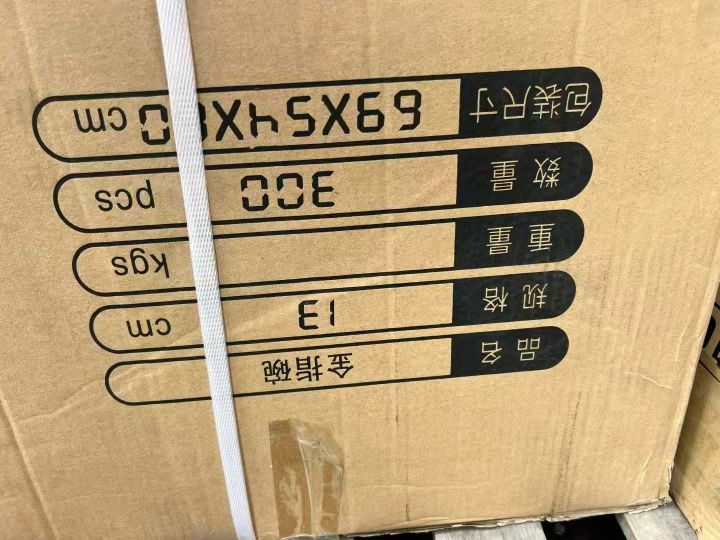 品名 金指碗
规格 13 cm
重量 kgs
数量 300 pcs
包装尺寸 69X54X80 cm